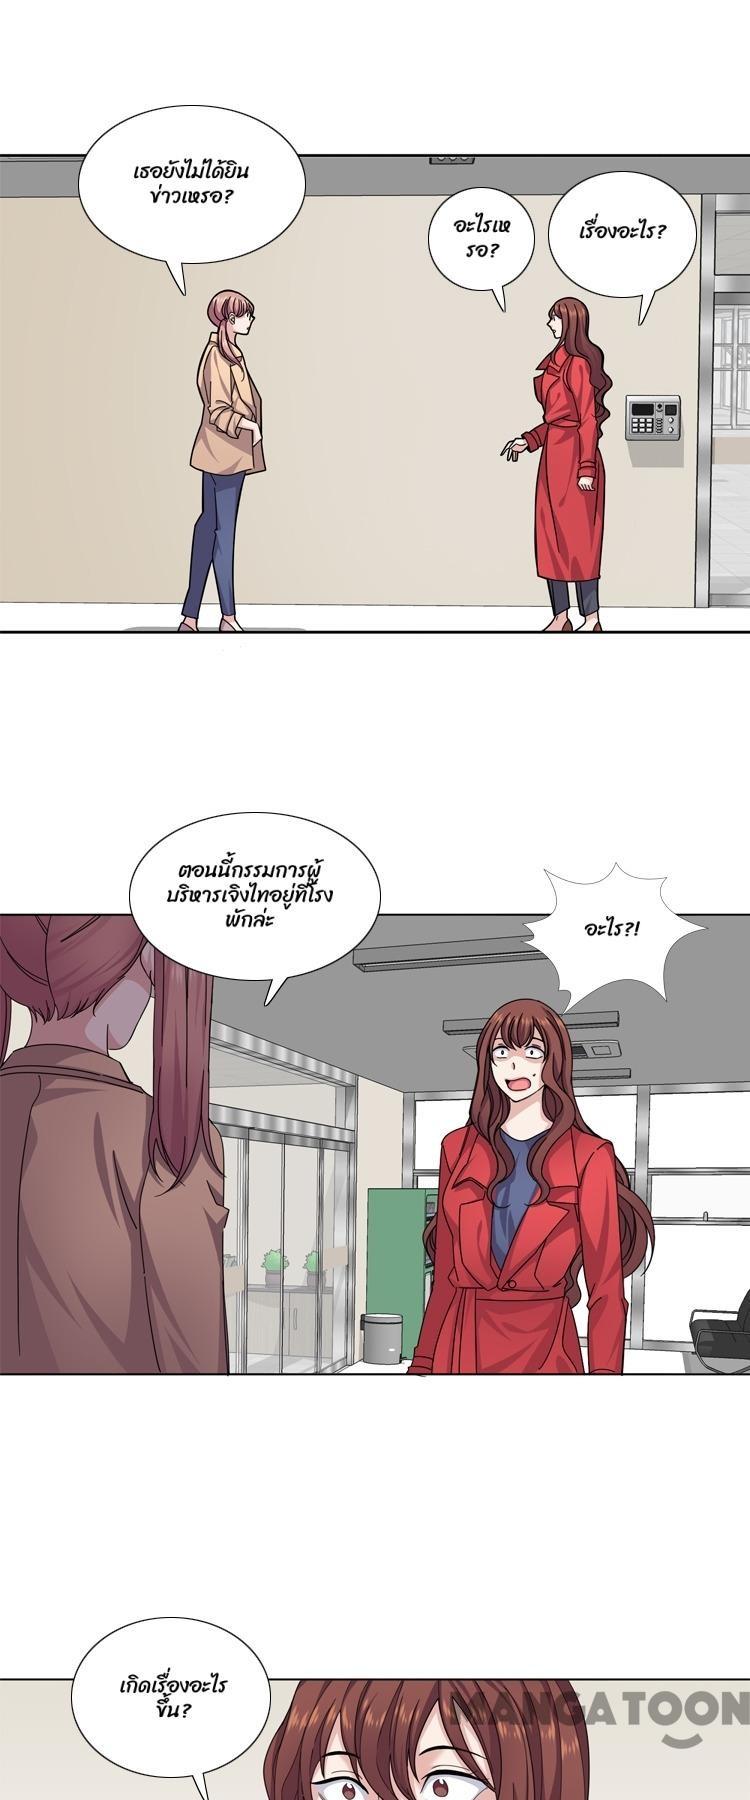 เธอยังไม่ได้ยิน
ข่าวเหรอ?
อะไรเห
รอ?
เรื่องอะไร?
ตอนนี้กรรมการผู้
บริหารเจิงไทอยู่ที่โรง
พักล่ะ
อะไร?!
เกิดเรื่องอะไร
ขึ้น?
MANGATOON